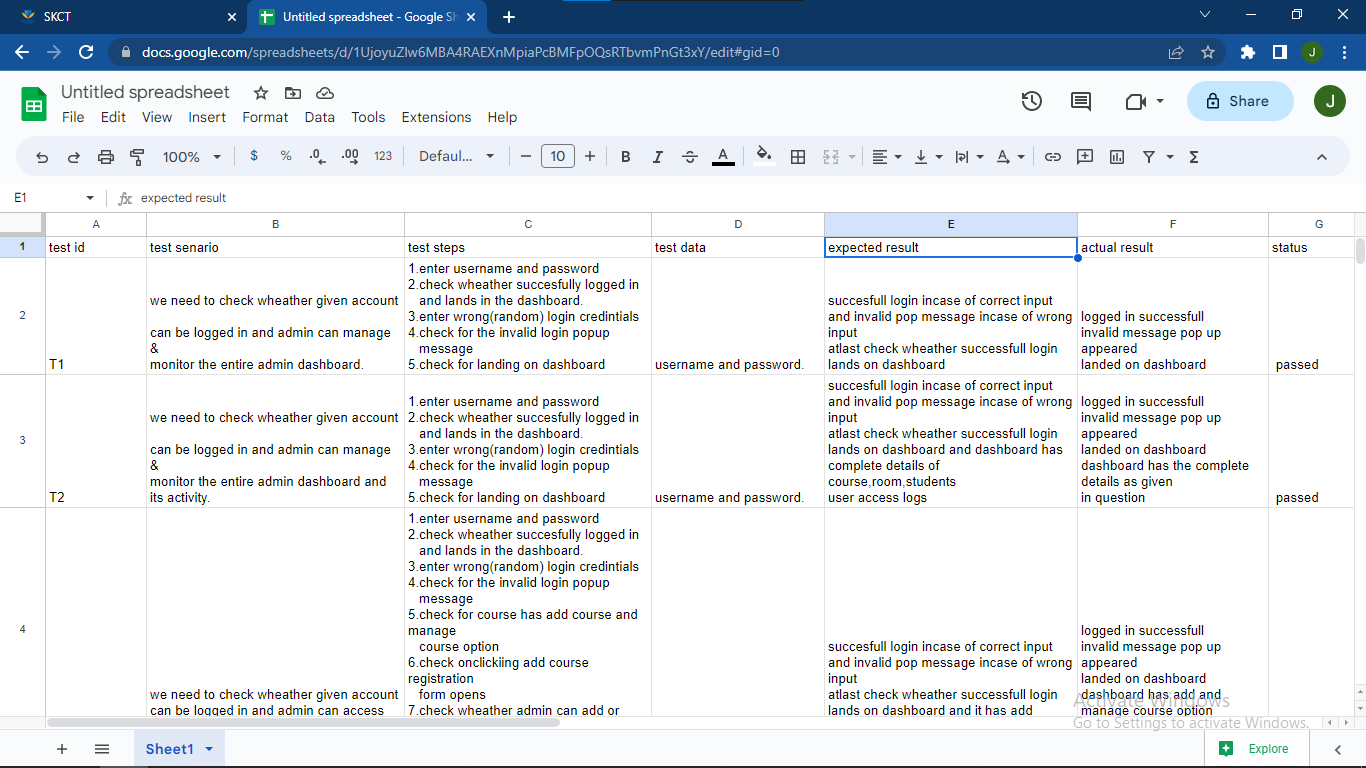 SKCT
Untitled spreadsheet - Google Sh
docs.google.com/spreadsheets/d/1UjoyuZIw6MBA4RAEXnMpiaPcBMFpOQsRTbvmPnGt3xY/edit#gid=0
J
Untitled spreadsheet
File Edit View Insert Format Data Tools Extensions Help
Share
J
100% $ % .0 .00 123 Defaul... 10 B I A
E1 expected result
A B C D E F G
1 test id test senario test steps test data expected result actual result status
2
T1
we need to check wheather given account
can be logged in and admin can manage
&
monitor the entire admin dashboard.
1.enter username and password
2.check wheather succesfully logged in
and lands in the dashboard.
3.enter wrong(random) login credintials
4.check for the invalid login popup
message
5.check for landing on dashboard
username and password.
succesfull login incase of correct input
and invalid pop message incase of wrong
input
atlast check wheather successfull login
lands on dashboard
logged in successfull
invalid message pop up
appeared
landed on dashboard
passed
3
T2
we need to check wheather given account
can be logged in and admin can manage
&
monitor the entire admin dashboard and
its activity.
1.enter username and password
2.check wheather succesfully logged in
and lands in the dashboard.
3.enter wrong(random) login credintials
4.check for the invalid login popup
message
5.check for landing on dashboard
username and password.
succesfull login incase of correct input
and invalid pop message incase of wrong
input
atlast check wheather successfull login
lands on dashboard and dashboard has
complete details of
course,room,students
user access logs
logged in successfull
invalid message pop up
appeared
landed on dashboard
dashboard has the complete
details as given
in question
passed
4
we need to check wheather given account
can be logged in and admin can access
1.enter username and password
2.check wheather succesfully logged in
and lands in the dashboard.
3.enter wrong(random) login credintials
4.check for the invalid login popup
message
5.check for course has add course and
manage
course option
6.check onclickiing add course
registration
form opens
7.check wheather admin can add or
succesfull login incase of correct input
and invalid pop message incase of wrong
input
atlast check wheather successfull login
lands on dashboard and it has add
logged in successfull
invalid message pop up
appeared
landed on dashboard
dashboard has add and
manage course option
Activate Windows
Go to Settings to activate Windows.
Sheet1
Explore